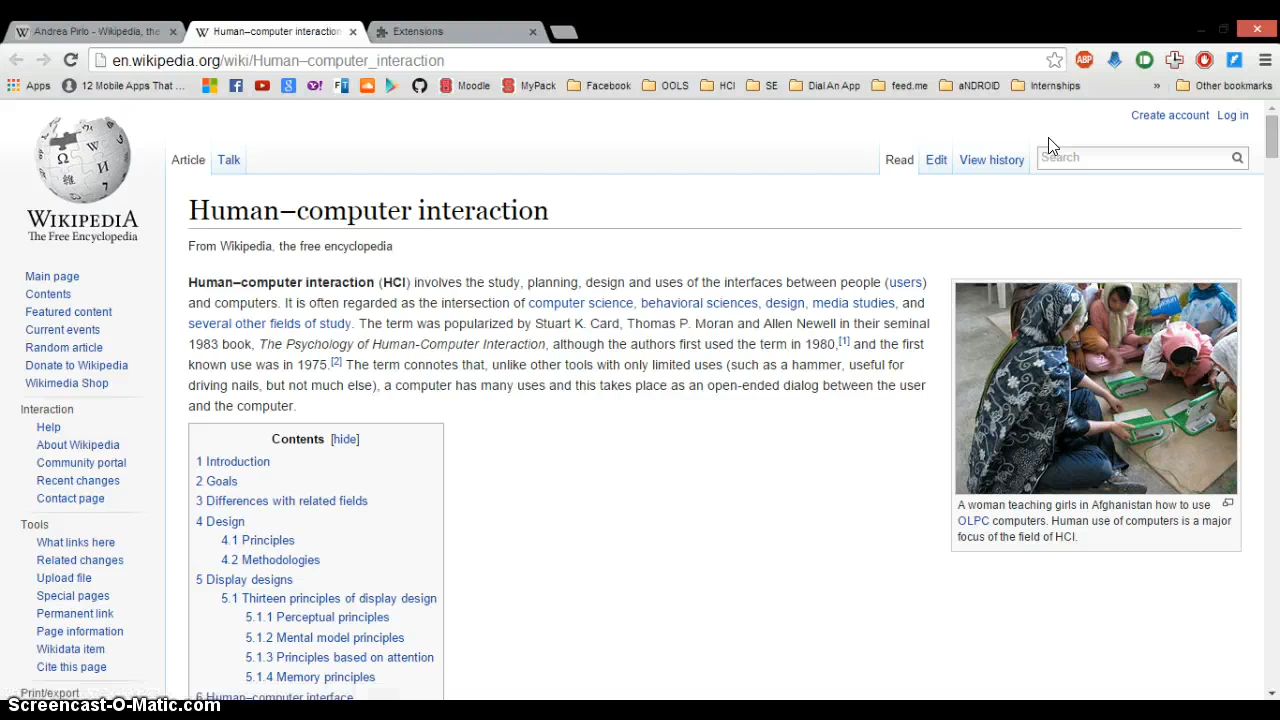 Andrea Pirlo - Wikipedia, the
Human–computer interaction
Extensions
en.wikipedia.org/wiki/Human–computer_interaction
Apps
12 Mobile Apps That ...
Moodle
MyPack
Facebook
OOLS
HCI
SE
Dial An App
feed.me
aNDROID
Internships
»
Other bookmarks
Create account Log in
Article Talk
Read Edit View history
Search
WIKIPEDIA
The Free Encyclopedia
Main page
Contents
Featured content
Current events
Random article
Donate to Wikipedia
Wikimedia Shop
Interaction
Help
About Wikipedia
Community portal
Recent changes
Contact page
Tools
What links here
Related changes
Upload file
Special pages
Permanent link
Page information
Wikidata item
Cite this page
Print/export
Human–computer interaction
From Wikipedia, the free encyclopedia
Human–computer interaction (HCI) involves the study, planning, design and uses of the interfaces between people (users)
and computers. It is often regarded as the intersection of computer science, behavioral sciences, design, media studies, and
several other fields of study. The term was popularized by Stuart K. Card, Thomas P. Moran and Allen Newell in their seminal
1983 book, The Psychology of Human-Computer Interaction, although the authors first used the term in 1980,[1] and the first
known use was in 1975.[2] The term connotes that, unlike other tools with only limited uses (such as a hammer, useful for
driving nails, but not much else), a computer has many uses and this takes place as an open-ended dialog between the user
and the computer.
Contents [hide]
1 Introduction
2 Goals
3 Differences with related fields
4 Design
4.1 Principles
4.2 Methodologies
5 Display designs
5.1 Thirteen principles of display design
5.1.1 Perceptual principles
5.1.2 Mental model principles
5.1.3 Principles based on attention
5.1.4 Memory principles
6 Human–computer interface
A woman teaching girls in Afghanistan how to use
OLPC computers. Human use of computers is a major
focus of the field of HCI.
Screencast-O-Matic.com